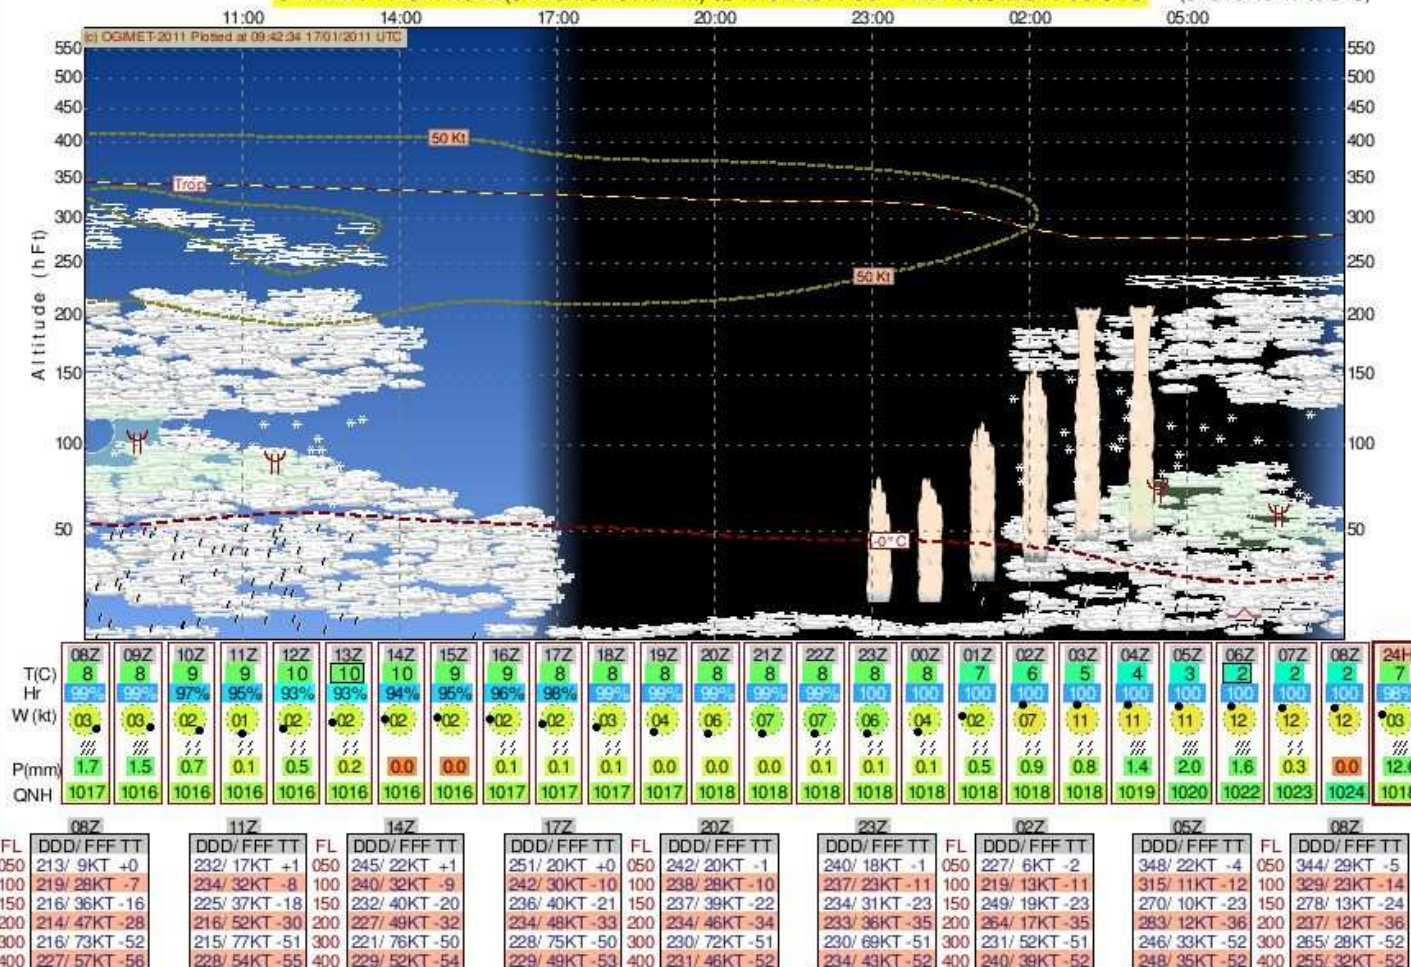 11:00 14:00 17:00 20:00 23:00 02:00 05:00
(c) OGIMET-2011 Plotted at 09:42:34 17/01/2011 UTC
550 550
500 500
450 450
400 50 Kt 400
350 Trop 350
300 300
250 50 Kt 250
200 200
150 150
100 100
50 -0°C 50
Altitude (hFt)
08Z 09Z 10Z 11Z 12Z 13Z 14Z 15Z 16Z 17Z 18Z 19Z 20Z 21Z 22Z 23Z 00Z 01Z 02Z 03Z 04Z 05Z 06Z 07Z 08Z 24H
T(C) 8 8 9 9 10 10 10 9 9 9 8 8 8 8 8 8 8 7 6 5 4 3 2 2 2 7
Hr 99% 99% 97% 95% 93% 93% 94% 95% 96% 98% 99% 99% 99% 99% 99% 100 100 100 100 100 100 100 100 100 100 98%
W (kt) 03 03 02 01 02 02 02 02 02 02 03 04 06 07 07 06 04 02 07 11 11 11 12 12 12 03
P(mm) 1.7 1.5 0.7 0.1 0.5 0.2 0.0 0.0 0.1 0.1 0.1 0.0 0.0 0.0 0.1 0.1 0.1 0.5 0.9 0.8 1.4 2.0 1.6 0.3 0.0 12.6
QNH 1017 1016 1016 1016 1016 1016 1016 1016 1016 1017 1017 1017 1018 1018 1018 1018 1018 1018 1018 1018 1019 1020 1022 1023 1024 1018
08Z 11Z 14Z 17Z 20Z 23Z 02Z 05Z 08Z
FL DDD/FFF TT DDD/FFF TT FL DDD/FFF TT DDD/FFF TT FL DDD/FFF TT DDD/FFF TT FL DDD/FFF TT DDD/FFF TT FL DDD/FFF TT
050 213/ 9KT +0 232/ 17KT +1 050 245/ 22KT +1 251/ 20KT +0 050 242/ 20KT -1 240/ 18KT -1 050 227/ 6KT -2 348/ 22KT -4 050 344/ 29KT -5
100 219/ 28KT -7 234/ 32KT -8 100 240/ 32KT -9 242/ 30KT -10 100 238/ 28KT -10 237/ 23KT -11 100 219/ 13KT -11 315/ 11KT -12 100 329/ 23KT -14
150 216/ 36KT -16 225/ 37KT -18 150 232/ 40KT -20 236/ 40KT -21 150 237/ 39KT -22 234/ 31KT -23 150 249/ 19KT -23 270/ 10KT -23 150 278/ 13KT -24
200 214/ 47KT -28 216/ 52KT -30 200 227/ 49KT -32 234/ 48KT -33 200 234/ 46KT -34 233/ 36KT -35 200 264/ 17KT -35 283/ 12KT -36 200 237/ 12KT -36
300 216/ 73KT -52 215/ 77KT -51 300 221/ 76KT -50 228/ 75KT -50 300 230/ 72KT -51 230/ 69KT -51 300 231/ 52KT -51 246/ 33KT -52 300 265/ 28KT -52
400 227/ 57KT -56 228/ 54KT -55 400 229/ 52KT -54 229/ 49KT -53 400 231/ 46KT -52 234/ 43KT -52 400 240/ 39KT -52 248/ 35KT -52 400 255/ 32KT -52